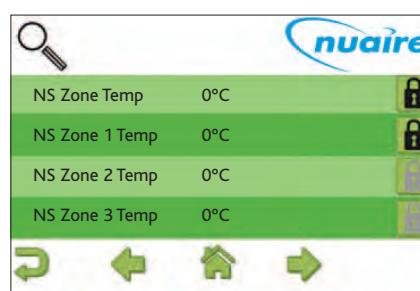 nuaire
NS Zone Temp 0°C
NS Zone 1 Temp 0°C
NS Zone 2 Temp 0°C
NS Zone 3 Temp 0°C